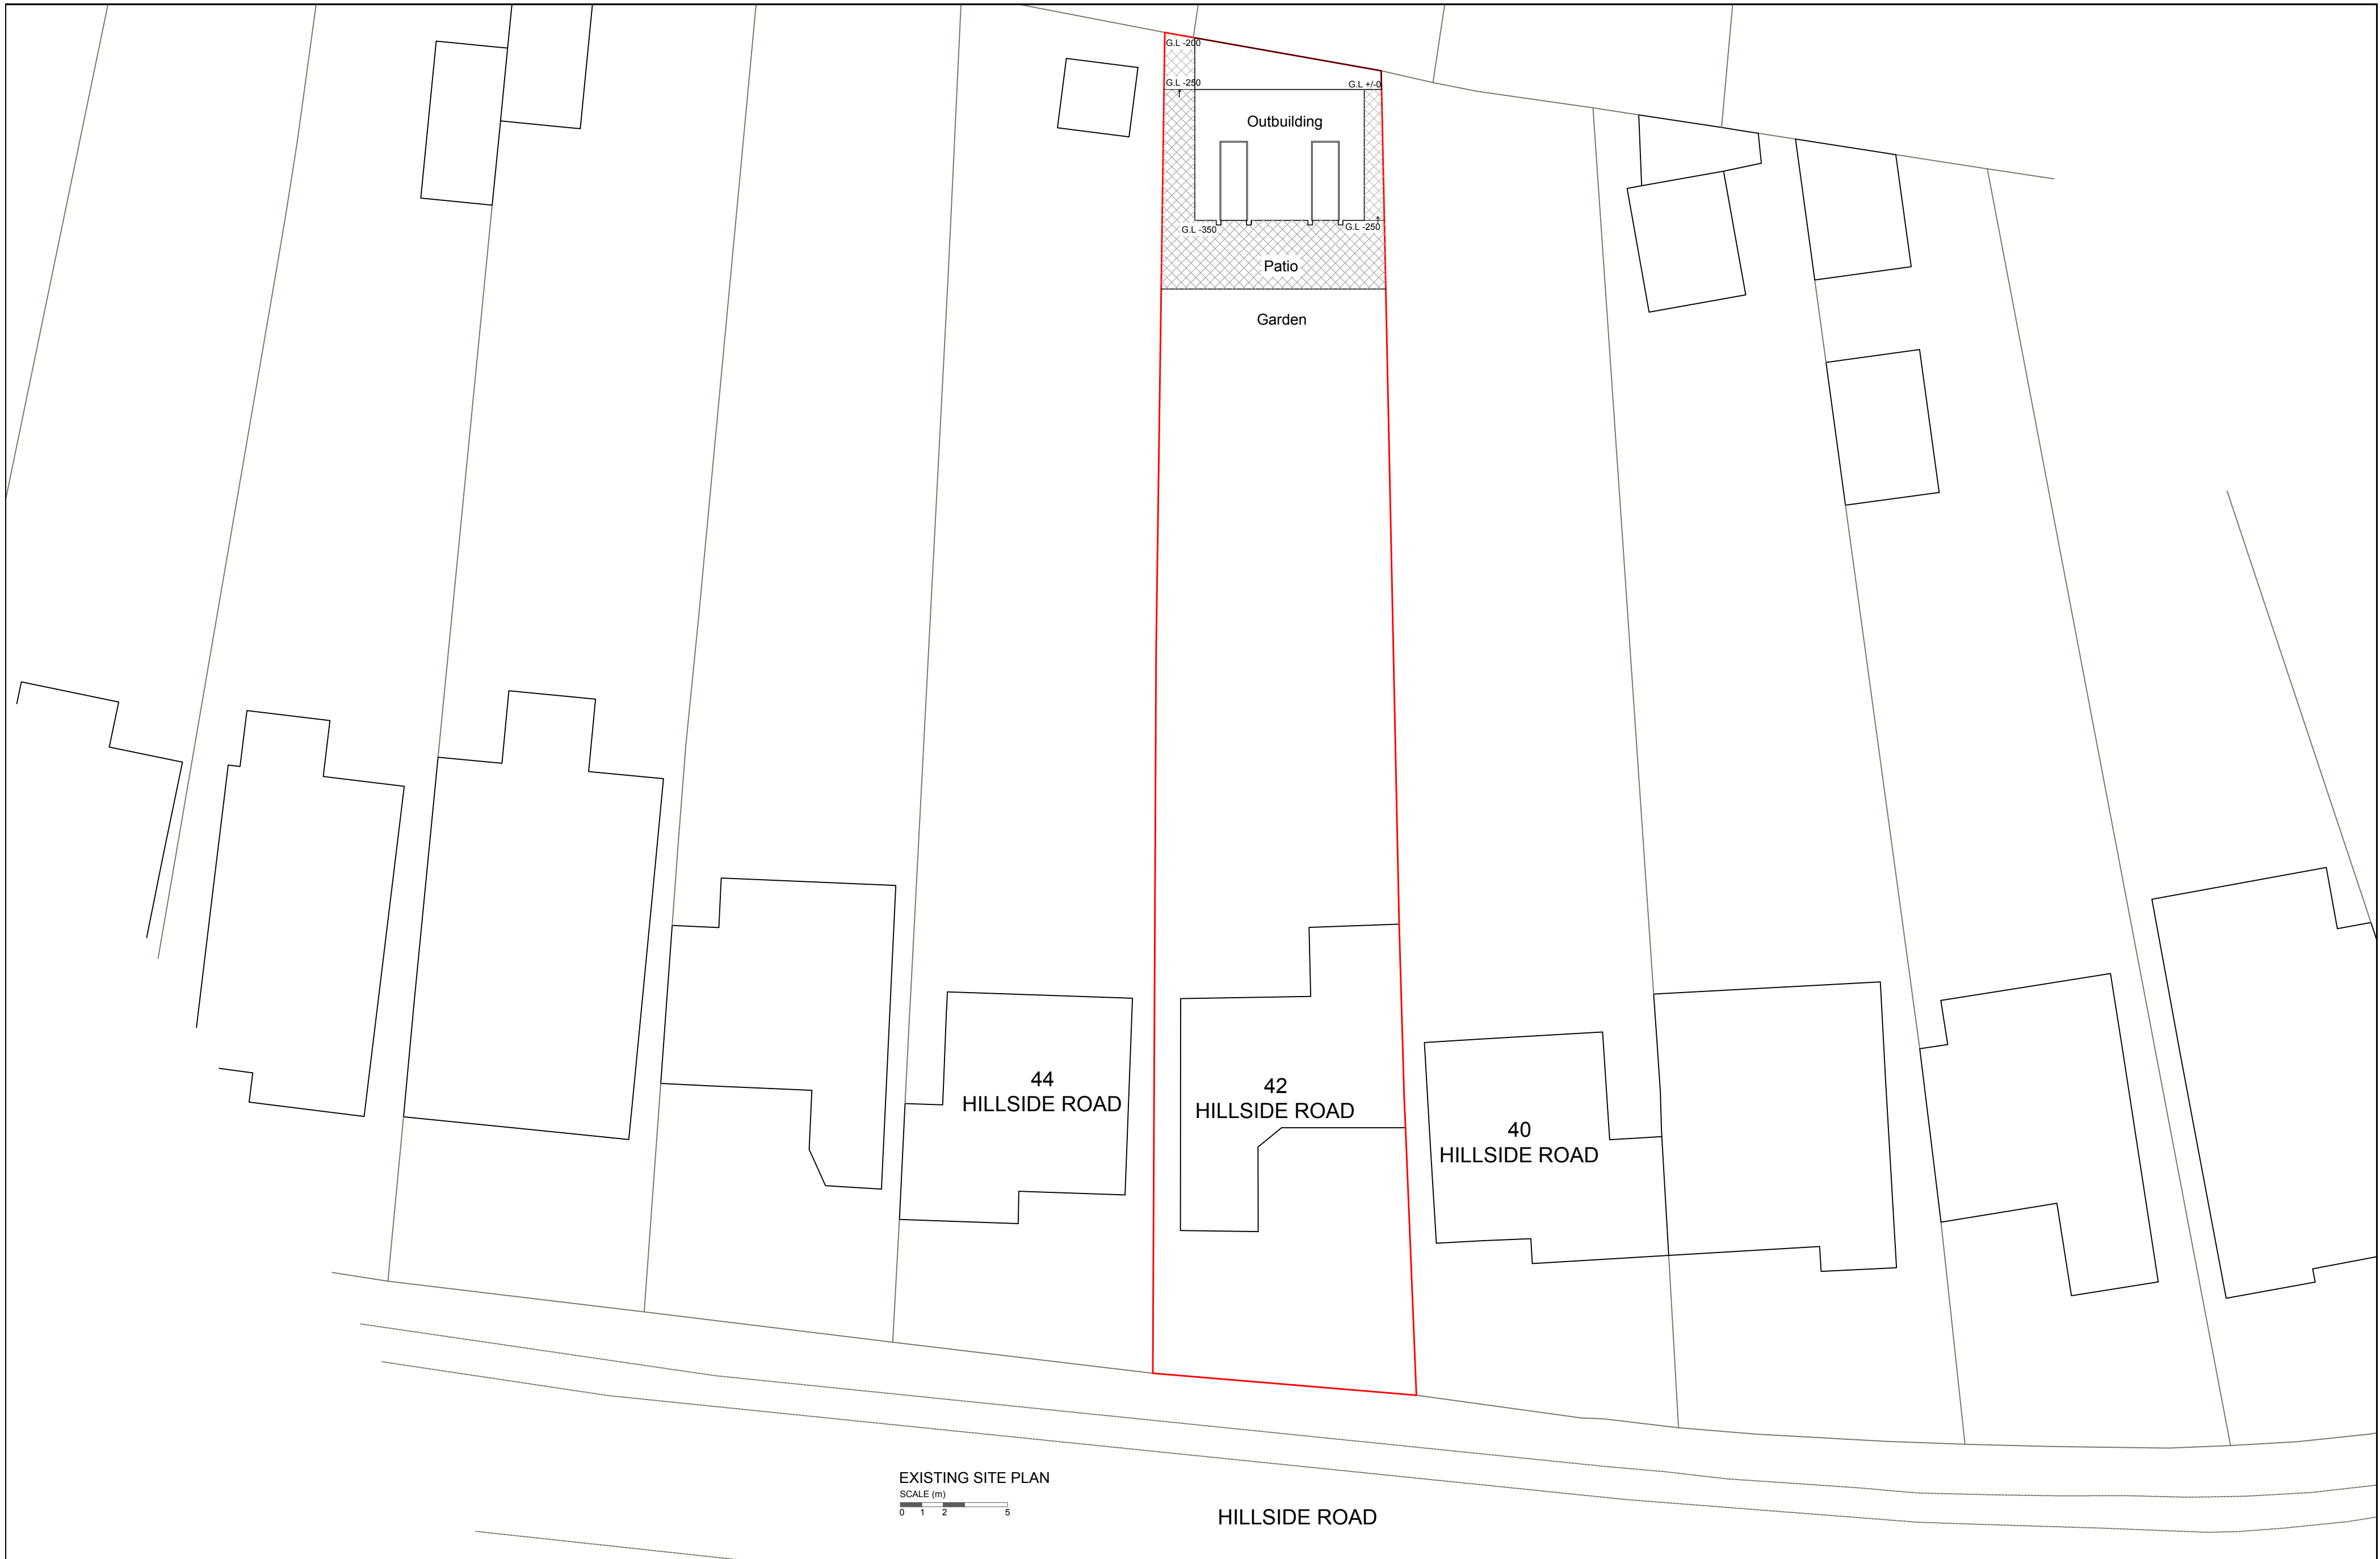 G.L -200
G.L -250
G.L +/-0
Outbuilding
G.L -350
G.L -250
Patio
Garden
44
HILLSIDE ROAD
42
HILLSIDE ROAD
40
HILLSIDE ROAD
EXISTING SITE PLAN
SCALE (m)
0 1 2 5
HILLSIDE ROAD